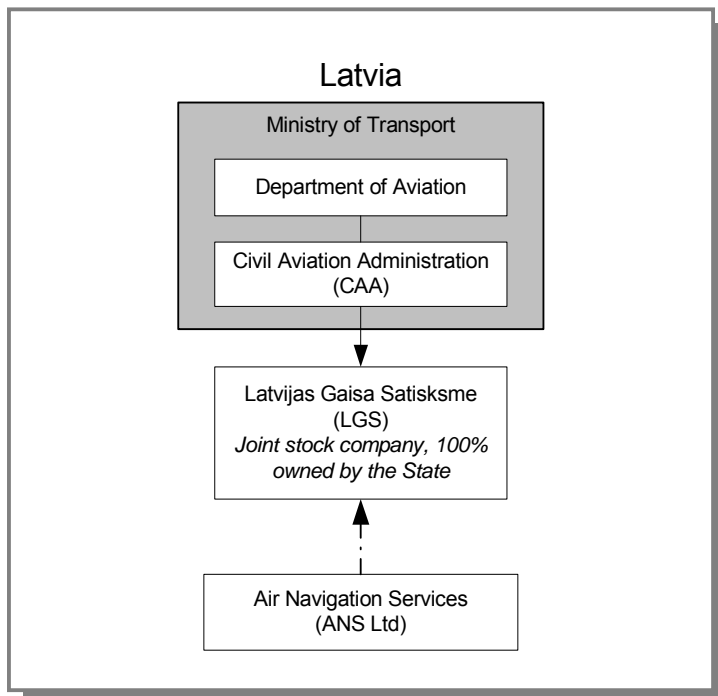 Latvia
Ministry of Transport
Department of Aviation
Civil Aviation Administration
(CAA)
Latvijas Gaisa Satisksme
(LGS)
Joint stock company, 100%
owned by the State
Air Navigation Services
(ANS Ltd)